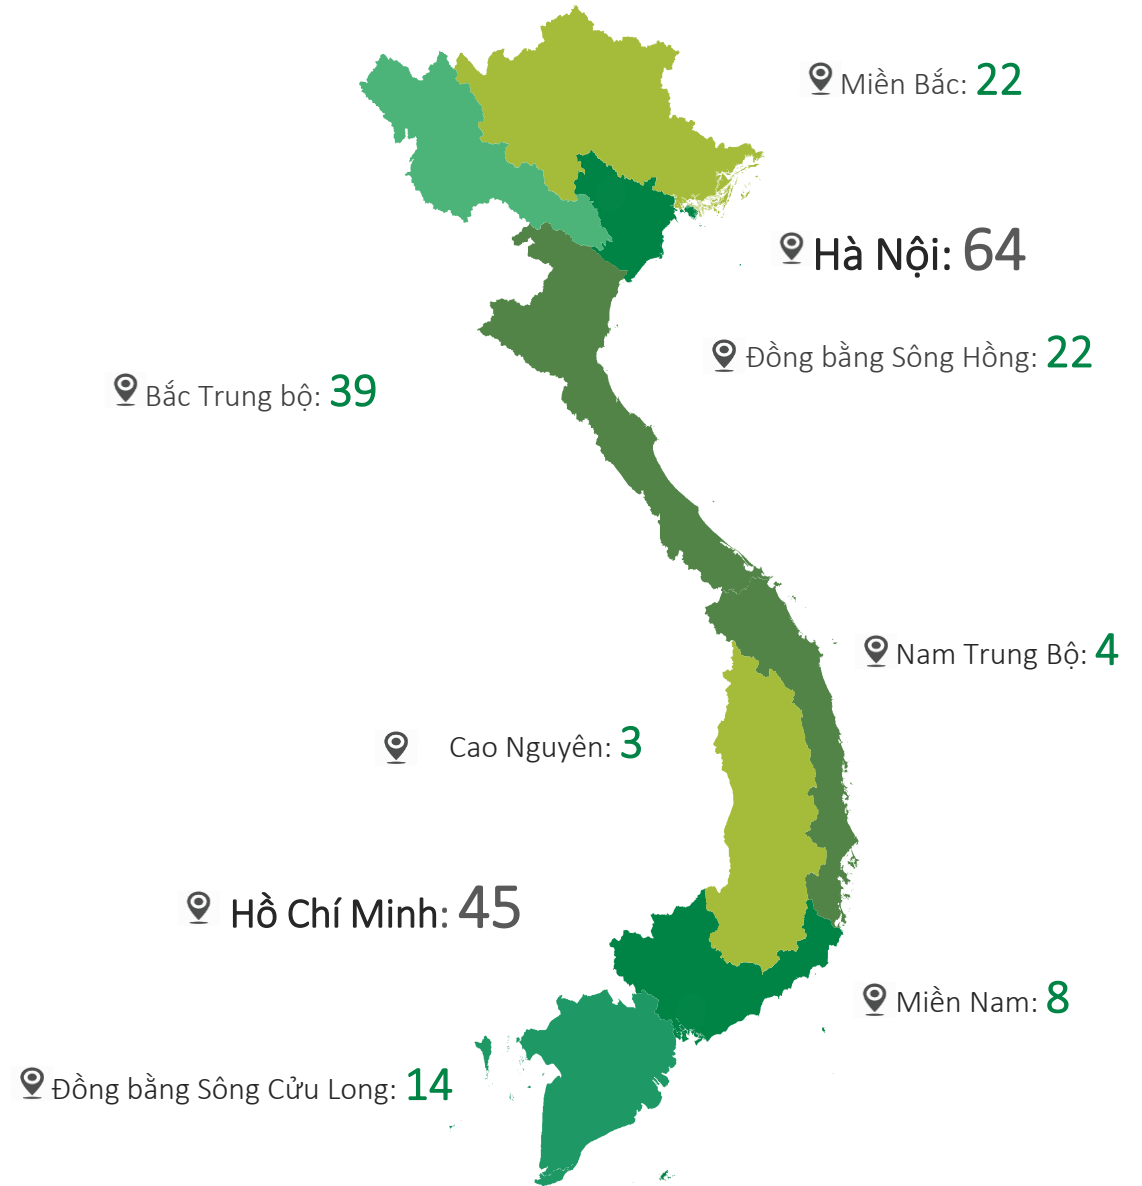 Miền Bắc: 22
Hà Nội: 64
Đồng bằng Sông Hồng: 22
Bắc Trung bộ: 39
Nam Trung Bộ: 4
Cao Nguyên: 3
Hồ Chí Minh: 45
Miền Nam: 8
Đồng bằng Sông Cửu Long: 14